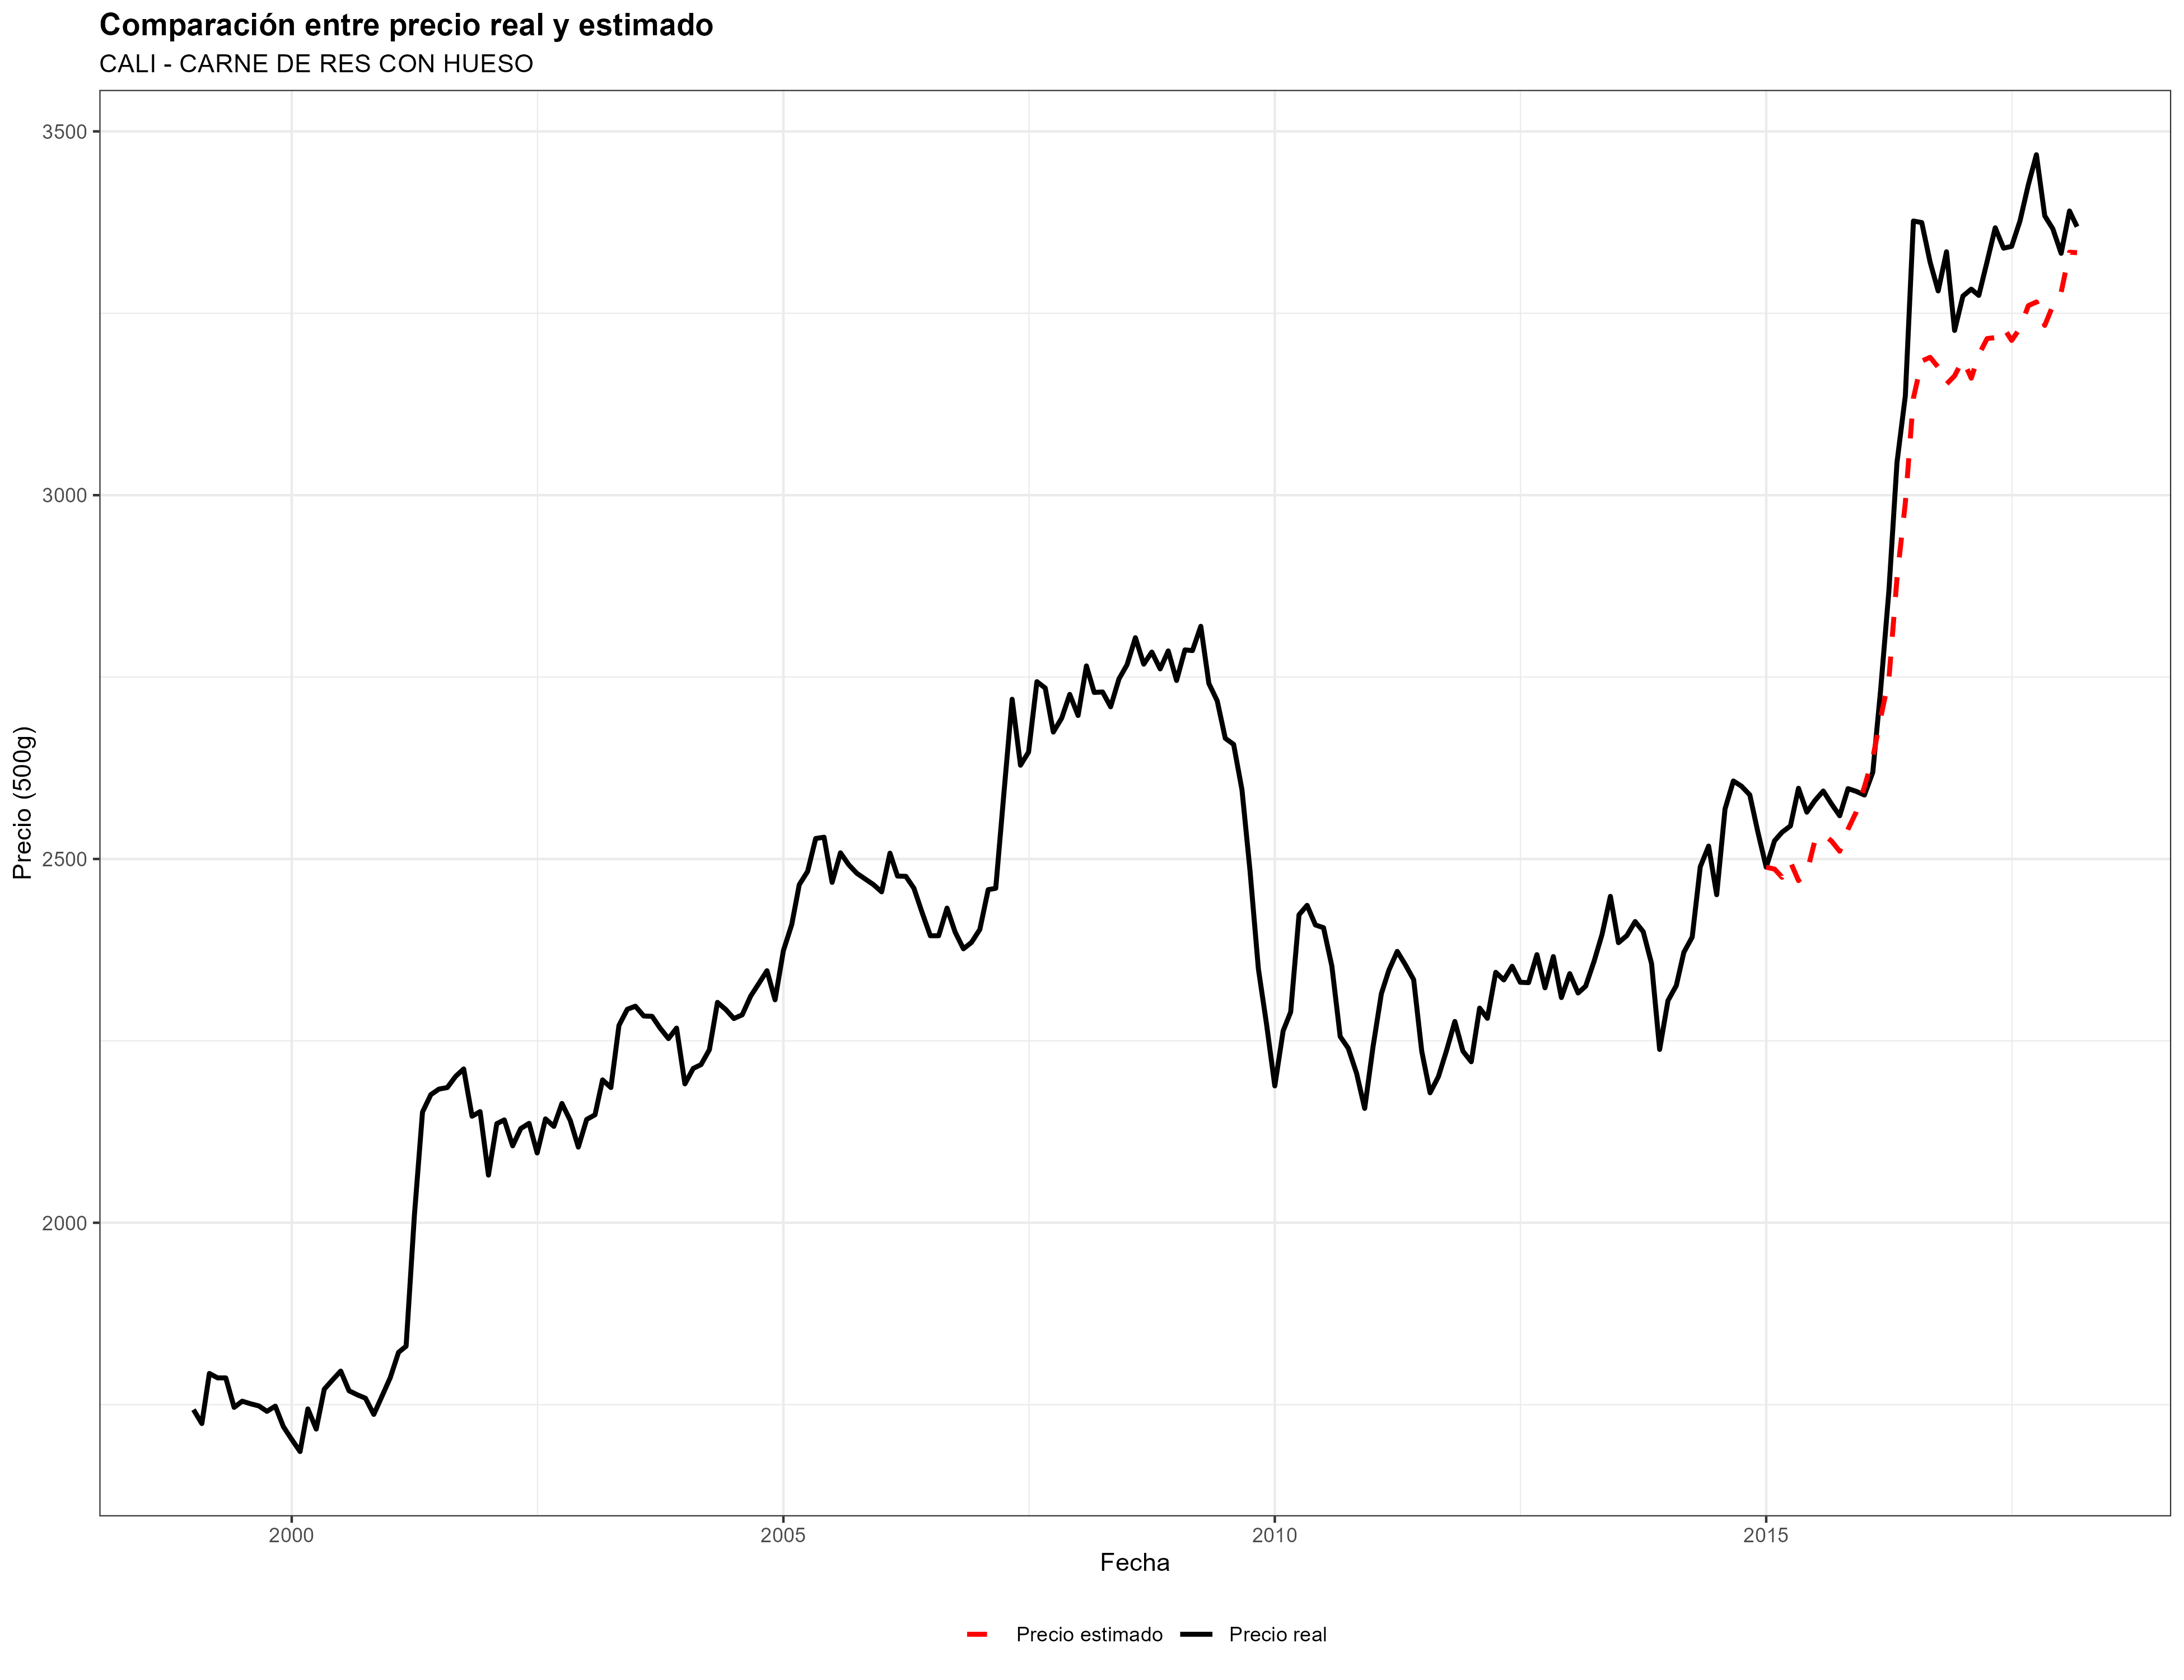 Comparación entre precio real y estimado
CALI - CARNE DE RES CON HUESO
Precio (500g)
3500
3000
2500
2000
2000
2005
2010
2015
Fecha
Precio estimado
Precio real